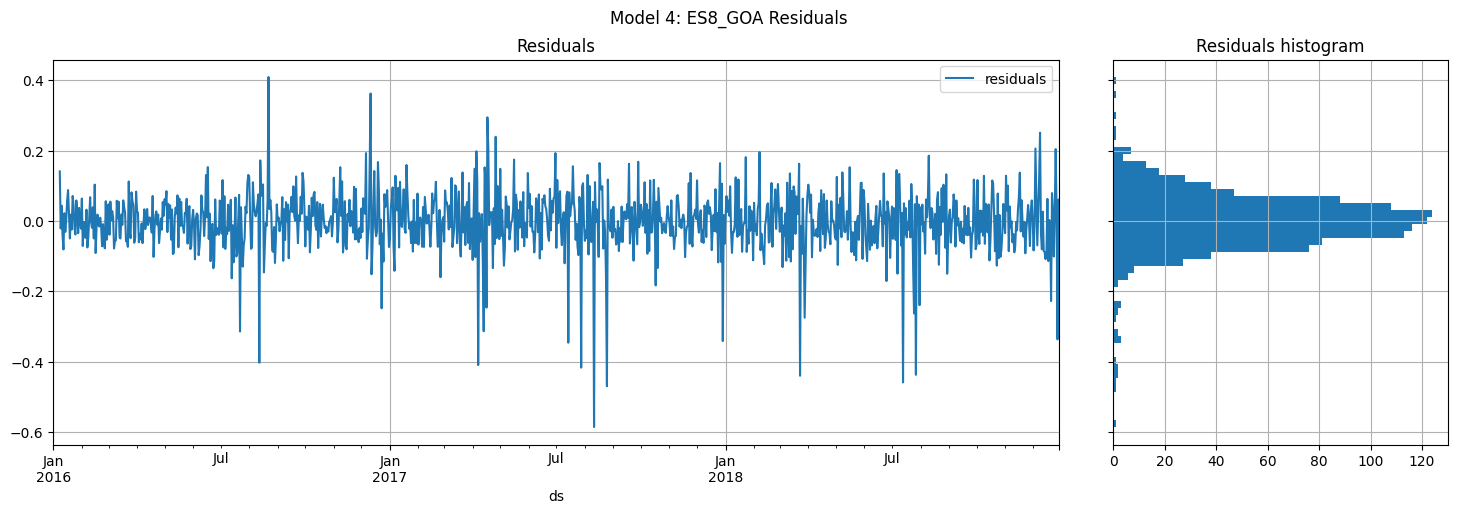 Model 4: ES8_GOA Residuals
Residuals
Residuals histogram
residuals
0.4
0.2
0.0
−0.2
−0.4
−0.6
Jan Jul Jan Jul Jan Jul
2016 2017 2018
ds
0 20 40 60 80 100 120